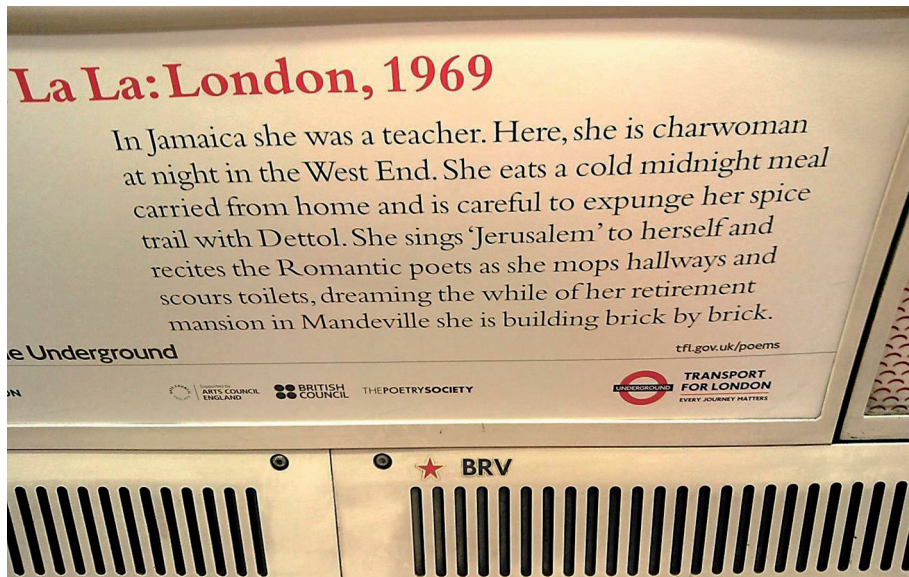 La La: London, 1969
In Jamaica she was a teacher. Here, she is charwoman
at night in the West End. She eats a cold midnight meal
carried from home and is careful to expunge her spice
trail with Dettol. She sings ‘Jerusalem’ to herself and
recites the Romantic poets as she mops hallways and
scours toilets, dreaming the while of her retirement
mansion in Mandeville she is building brick by brick.
e Underground
tfl.gov.uk/poems
ON
Supported by
ARTS COUNCIL
ENGLAND
BRITISH
COUNCIL
THEPOETRYSOCIETY
UNDERGROUND
TRANSPORT
FOR LONDON
EVERY JOURNEY MATTERS
BRV